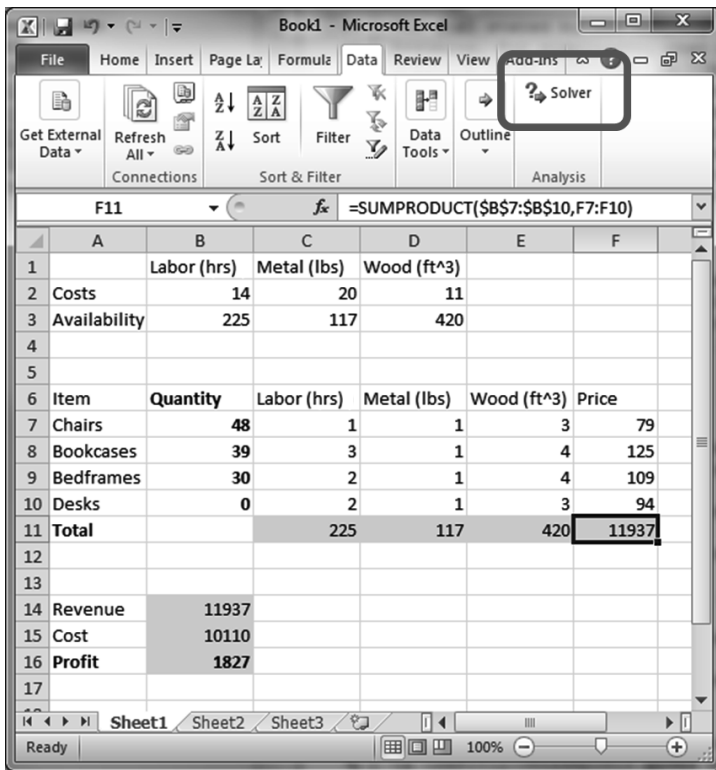 Book1 - Microsoft Excel
File Home Insert Page La Formula Data Review View Add-Ins
Get External Data
Refresh All
Connections
Sort
Filter
Sort & Filter
Data Tools
Outline
Solver
Analysis
F11 fx =SUMPRODUCT($B$7:$B$10,F7:F10)
A B C D E F
1 Labor (hrs) Metal (lbs) Wood (ft^3)
2 Costs 14 20 11
3 Availability 225 117 420
4
5
6 Item Quantity Labor (hrs) Metal (lbs) Wood (ft^3) Price
7 Chairs 48 1 1 3 79
8 Bookcases 39 3 1 4 125
9 Bedframes 30 2 1 4 109
10 Desks 0 2 1 3 94
11 Total 225 117 420 11937
12
13
14 Revenue 11937
15 Cost 10110
16 Profit 1827
17
Sheet1 Sheet2 Sheet3
Ready 100%